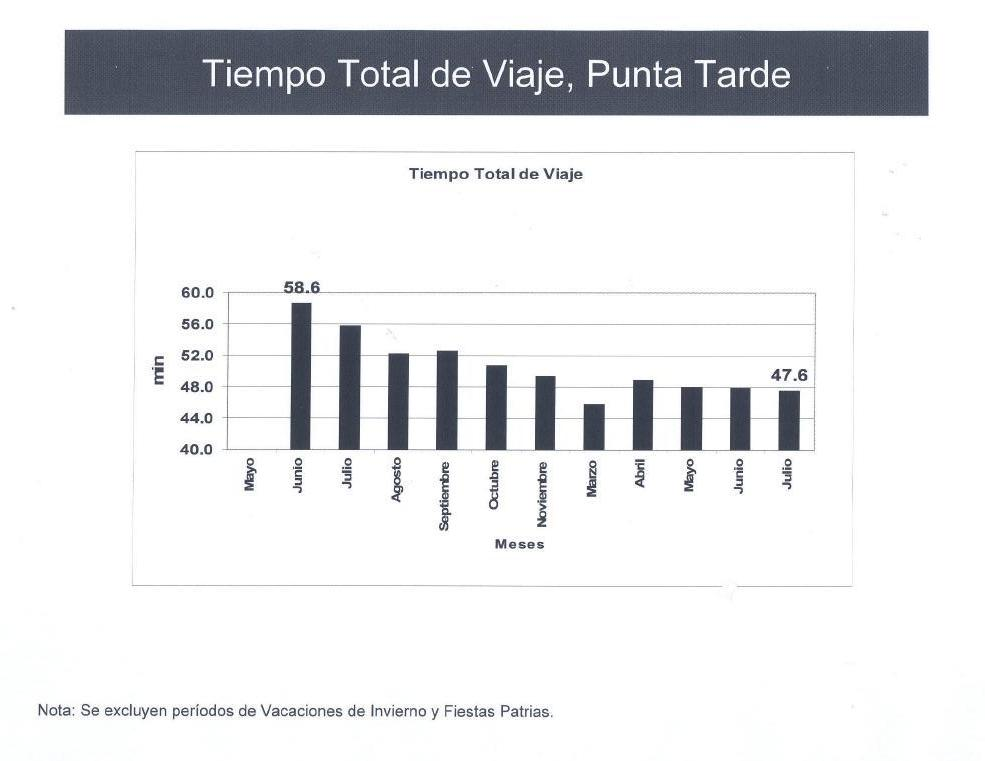 Tiempo Total de Viaje, Punta Tarde
Tiempo Total de Viaje
58.6
60.0
56.0
52.0
47.6
min
48.0
44.0
40.0
Mayo
Junio
Julio
Agosto
Septiembre
Octubre
Noviembre
Marzo
Abril
Mayo
Junio
Julio
Meses
Nota: Se excluyen períodos de Vacaciones de Invierno y Fiestas Patrias.